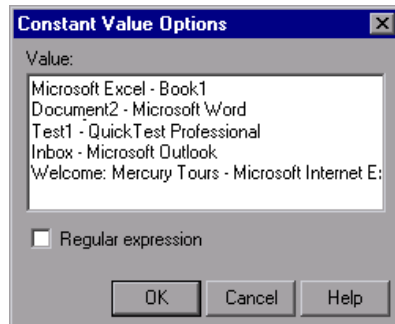 Constant Value Options
Value:
Microsoft Excel - Book1
Document2 - Microsoft Word
Test1 - QuickTest Professional
Inbox - Microsoft Outlook
Welcome: Mercury Tours - Microsoft Internet E:
Regular expression
OK Cancel Help